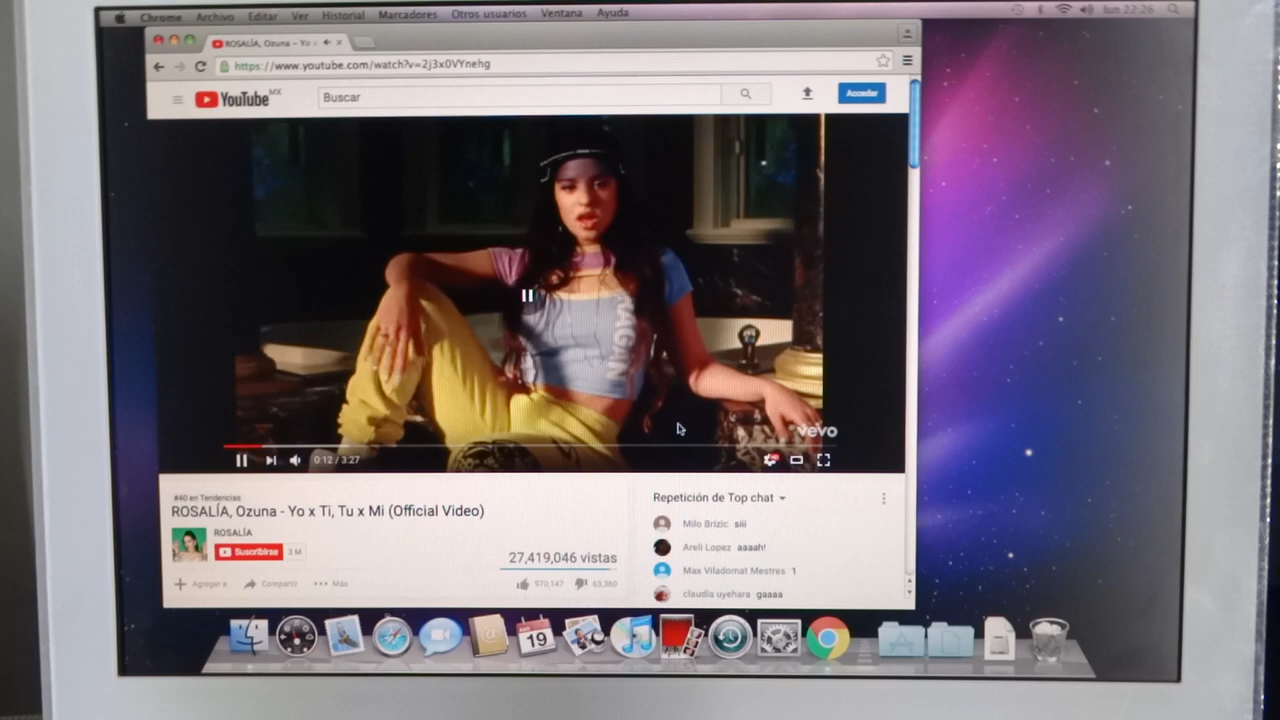 Chrome Archivo Editar Ver Historial Marcadores Otros usuarios Ventana Ayuda lun 22:26
ROSALÍA, Ozuna – Yo x
https://www.youtube.com/watch?v=2j3x0VYnehg
YouTube MX Buscar Acceder
vevo
0:12 / 3:27
#40 en Tendencias
ROSALÍA, Ozuna - Yo x Ti, Tu x Mi (Official Video)
ROSALÍA
Suscribirse 3 M
27,419,046 vistas
Agregar a Compartir Más 970,147 63,360
Repetición de Top chat
Milo Brizic siii
Areli Lopez aaaah!
Max Viladomat Mestres 1
claudia uyehara gaaaa
19